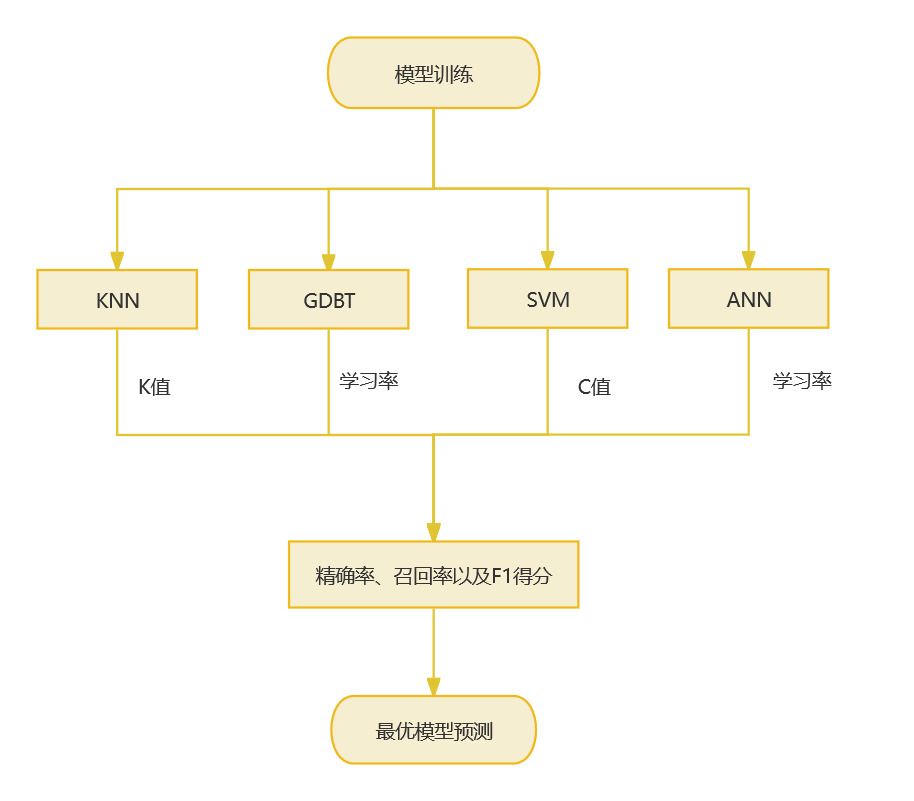 模型训练
KNN
GDBT
SVM
ANN
K值
学习率
C值
学习率
精确率、召回率以及F1得分
最优模型预测